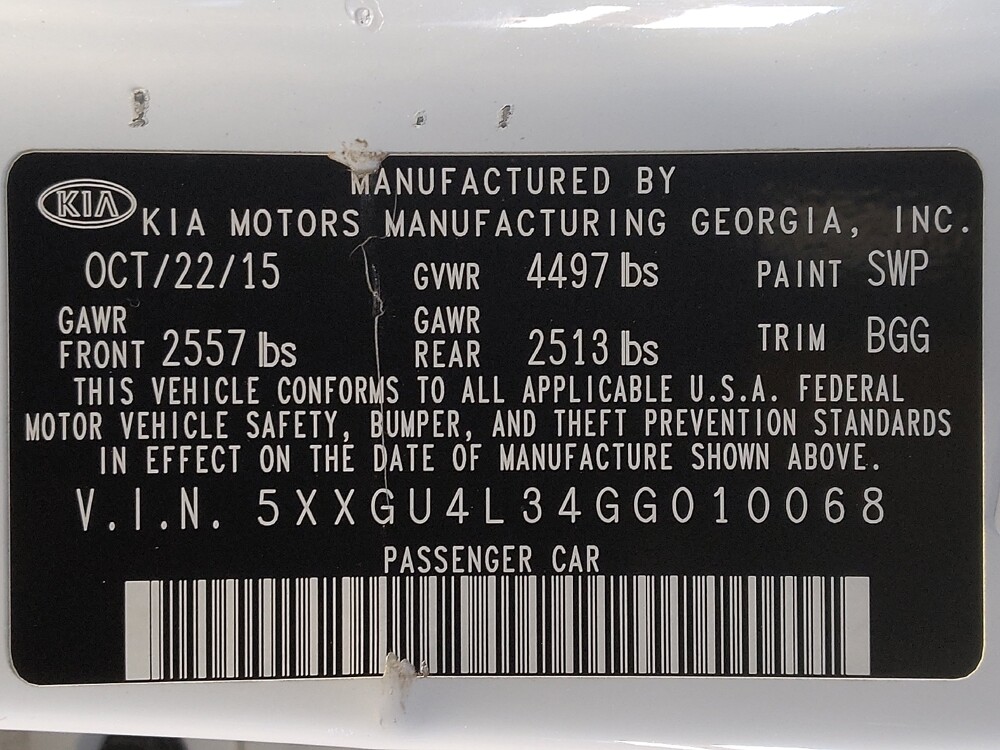 MANUFACTURED BY
KIA KIA MOTORS MANUFACTURING GEORGIA, INC.
OCT/22/15 GVWR 4497 lbs PAINT SWP
GAWR FRONT 2557 lbs GAWR REAR 2513 lbs TRIM BGG
THIS VEHICLE CONFORMS TO ALL APPLICABLE U.S.A. FEDERAL
MOTOR VEHICLE SAFETY, BUMPER, AND THEFT PREVENTION STANDARDS
IN EFFECT ON THE DATE OF MANUFACTURE SHOWN ABOVE.
V.I.N. 5XXGU4L34GG010068
PASSENGER CAR